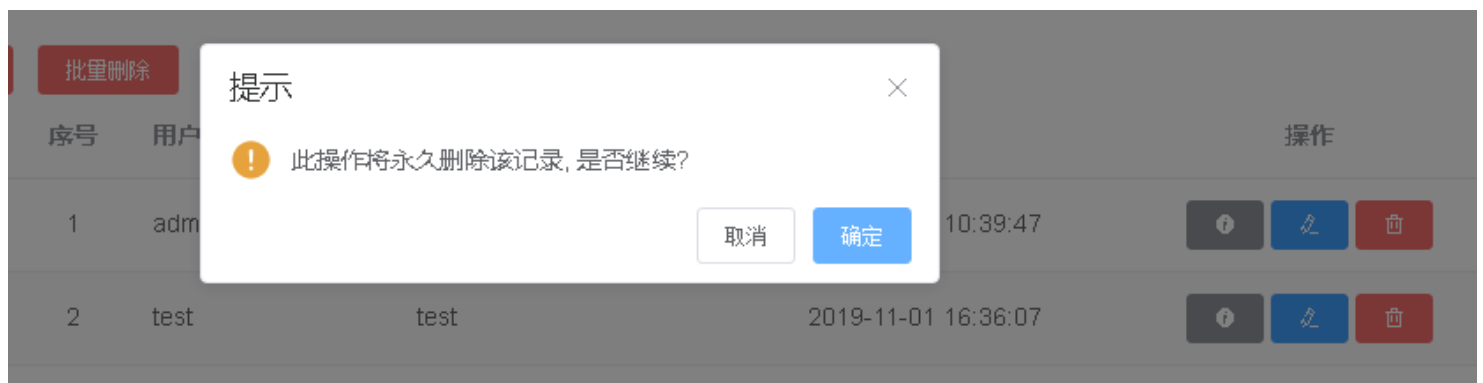 批量删除
提示
序号 用户 操作
此操作将永久删除该记录, 是否继续?
取消 确定
1 adm 10:39:47
2 test test 2019-11-01 16:36:07